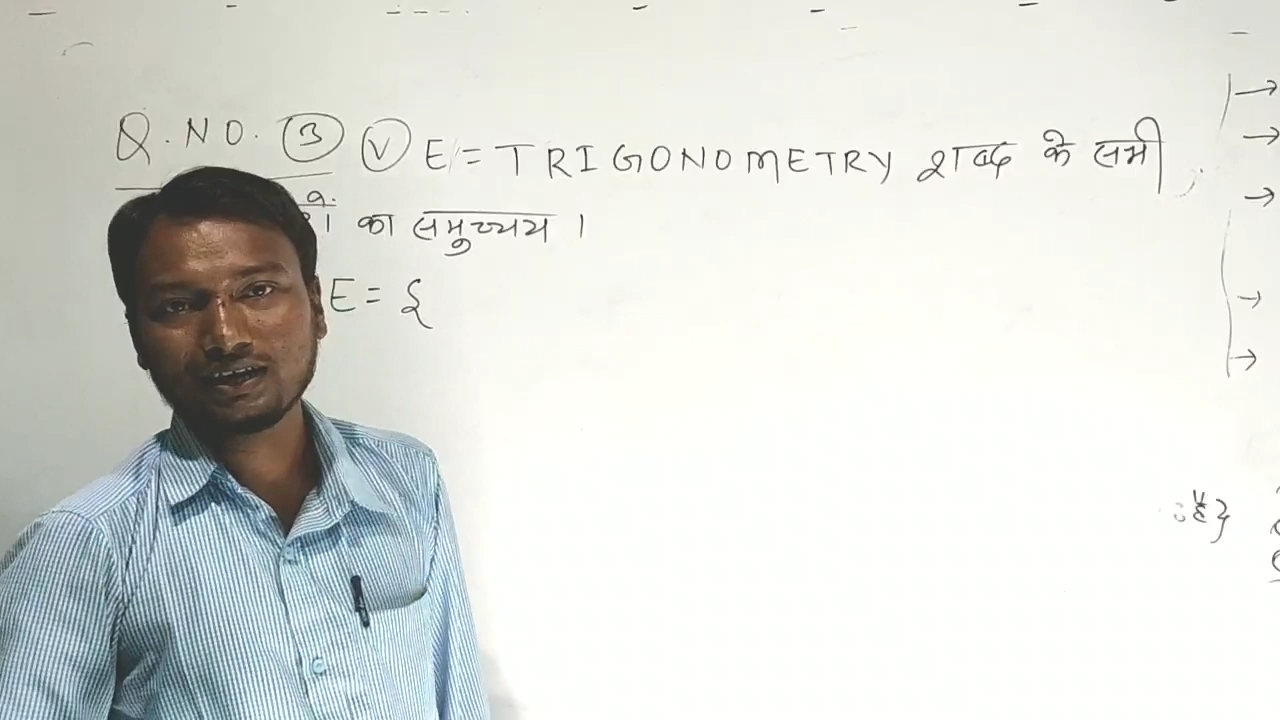 Q.NO. 3 V E = TRIGONOMETRY शब्द के सभी
का समुच्चय ।
E = {